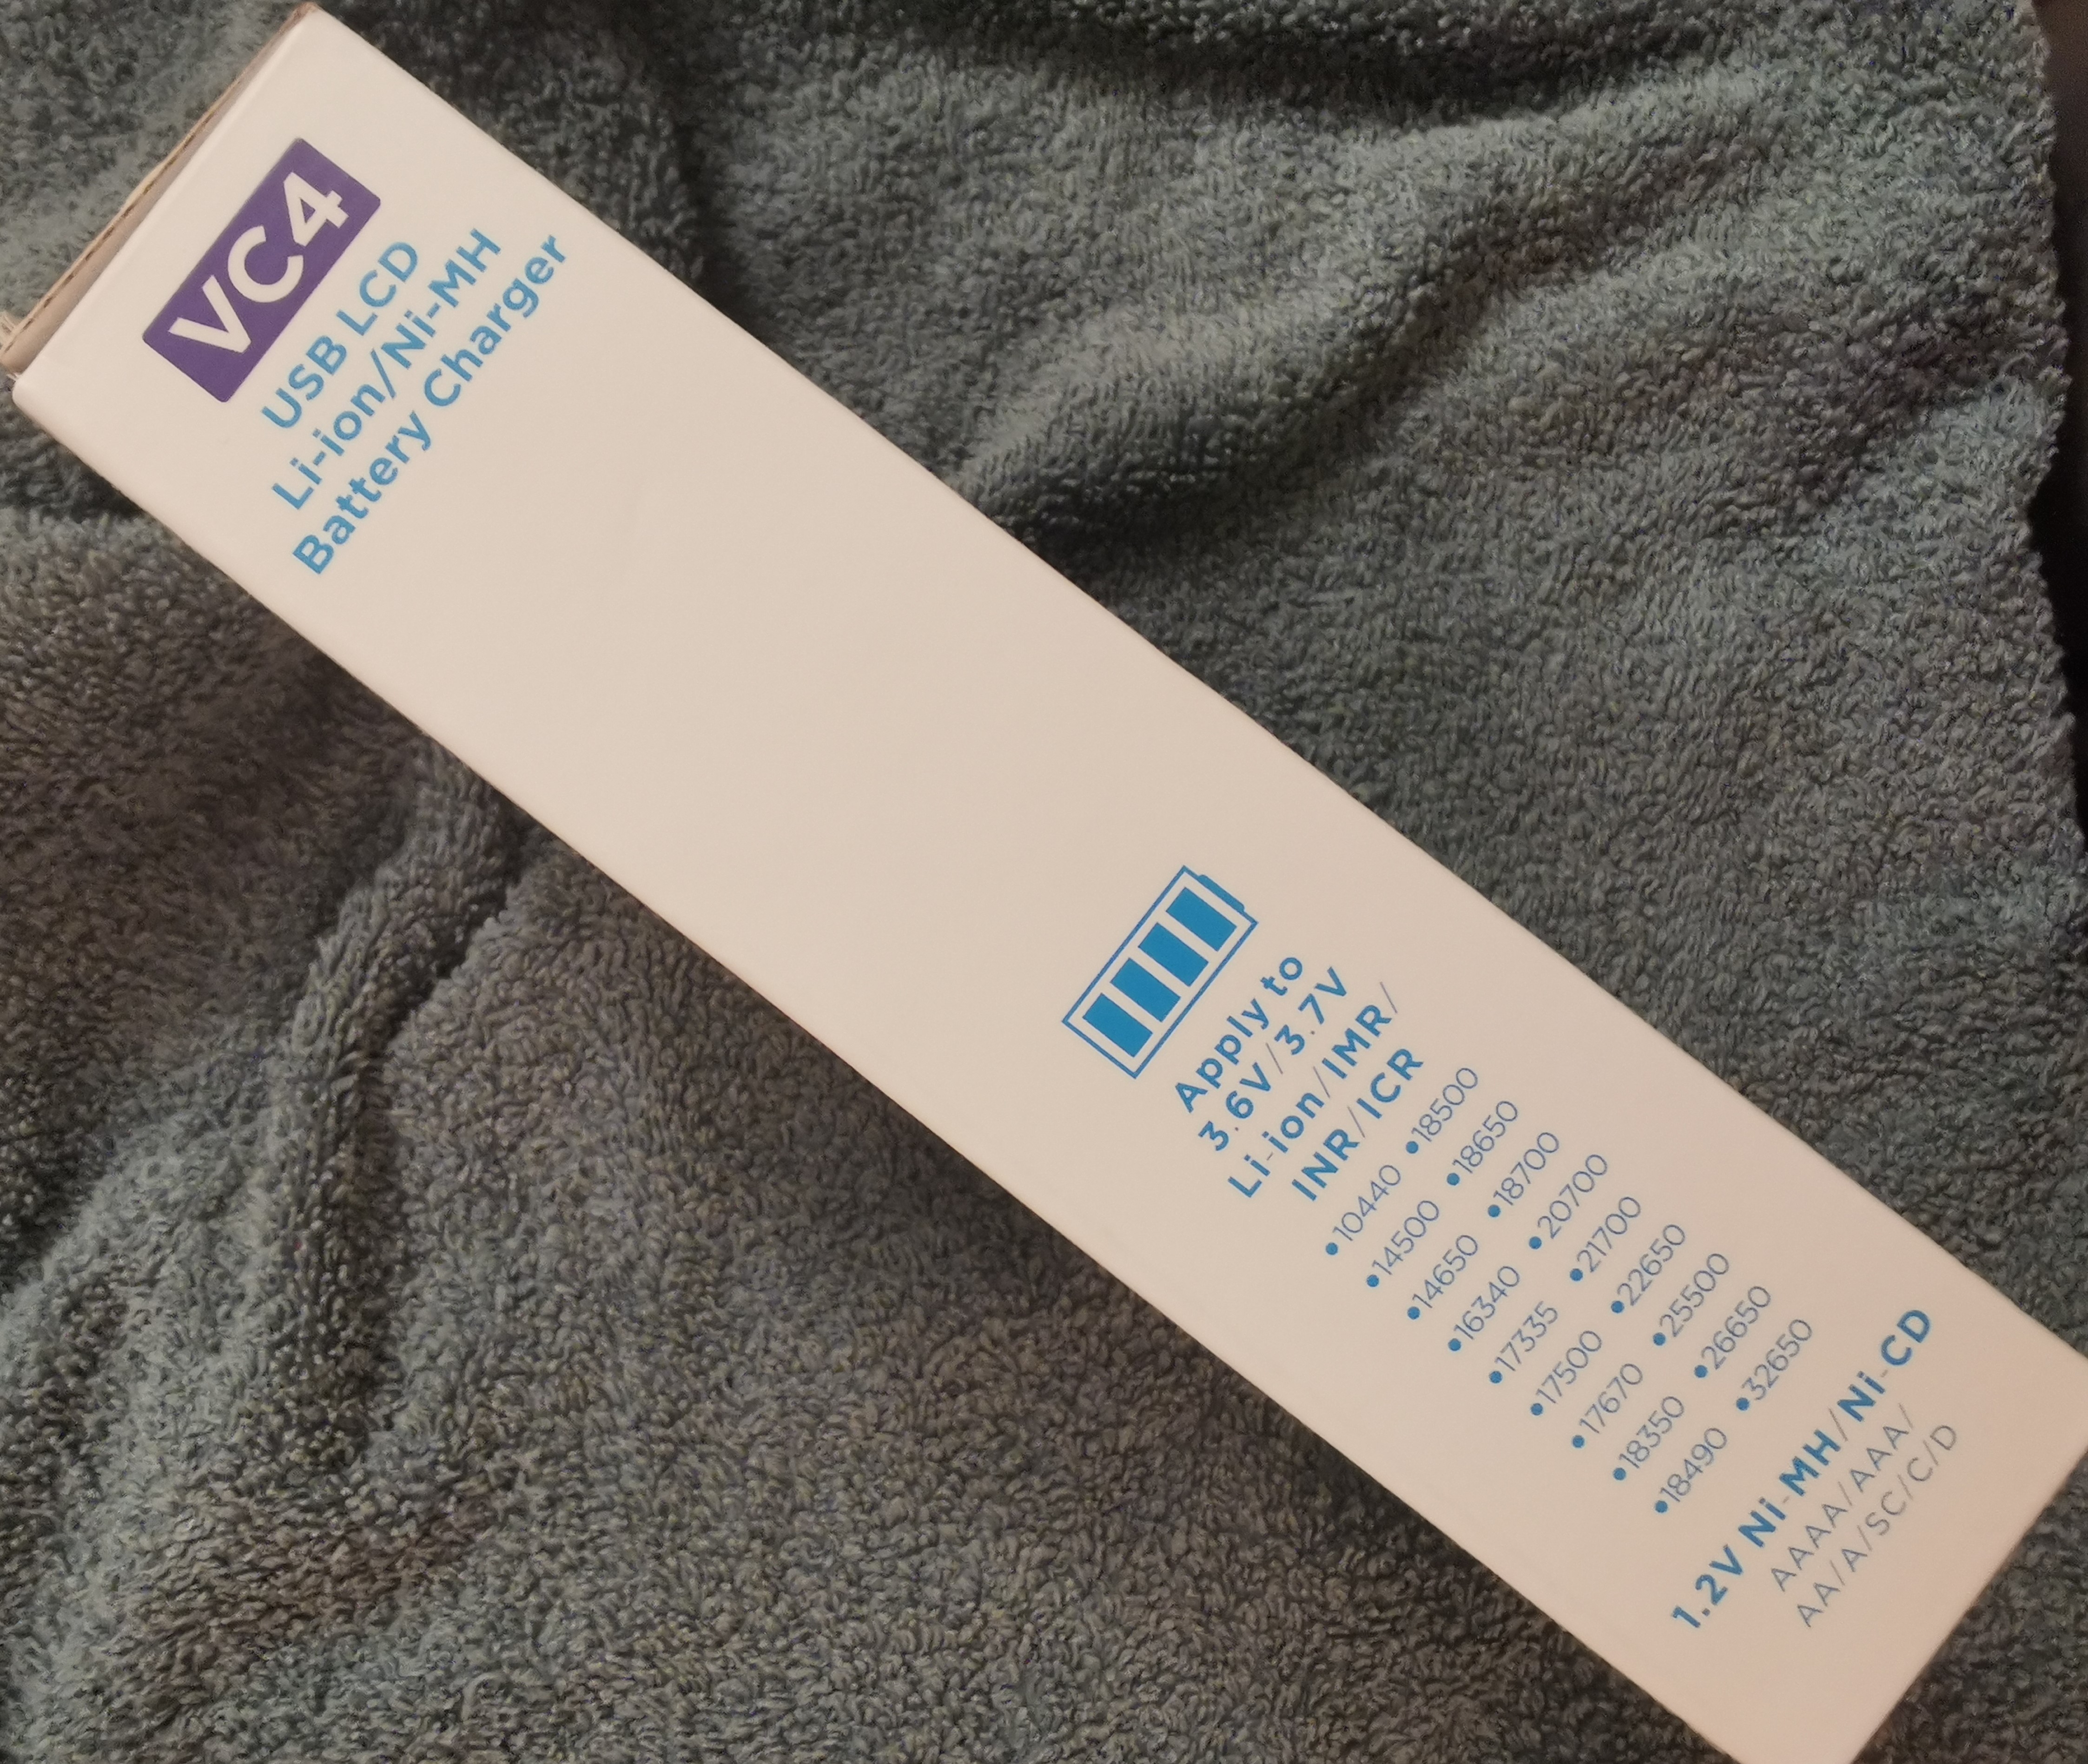 VC4
USB LCD
Li-ion/Ni-MH
Battery Charger
Apply to
3.6V/3.7V
Li-ion/IMR/
INR/ICR
•10440 •18500
•14500 •18650
•14650 •18700
•16340 •20700
•17335 •21700
•17500 •22650
•17670 •25500
•18350 •26650
•18490 •32650
1.2V Ni-MH/Ni-CD
AAAA/AAA/
AA/A/SC/C/D